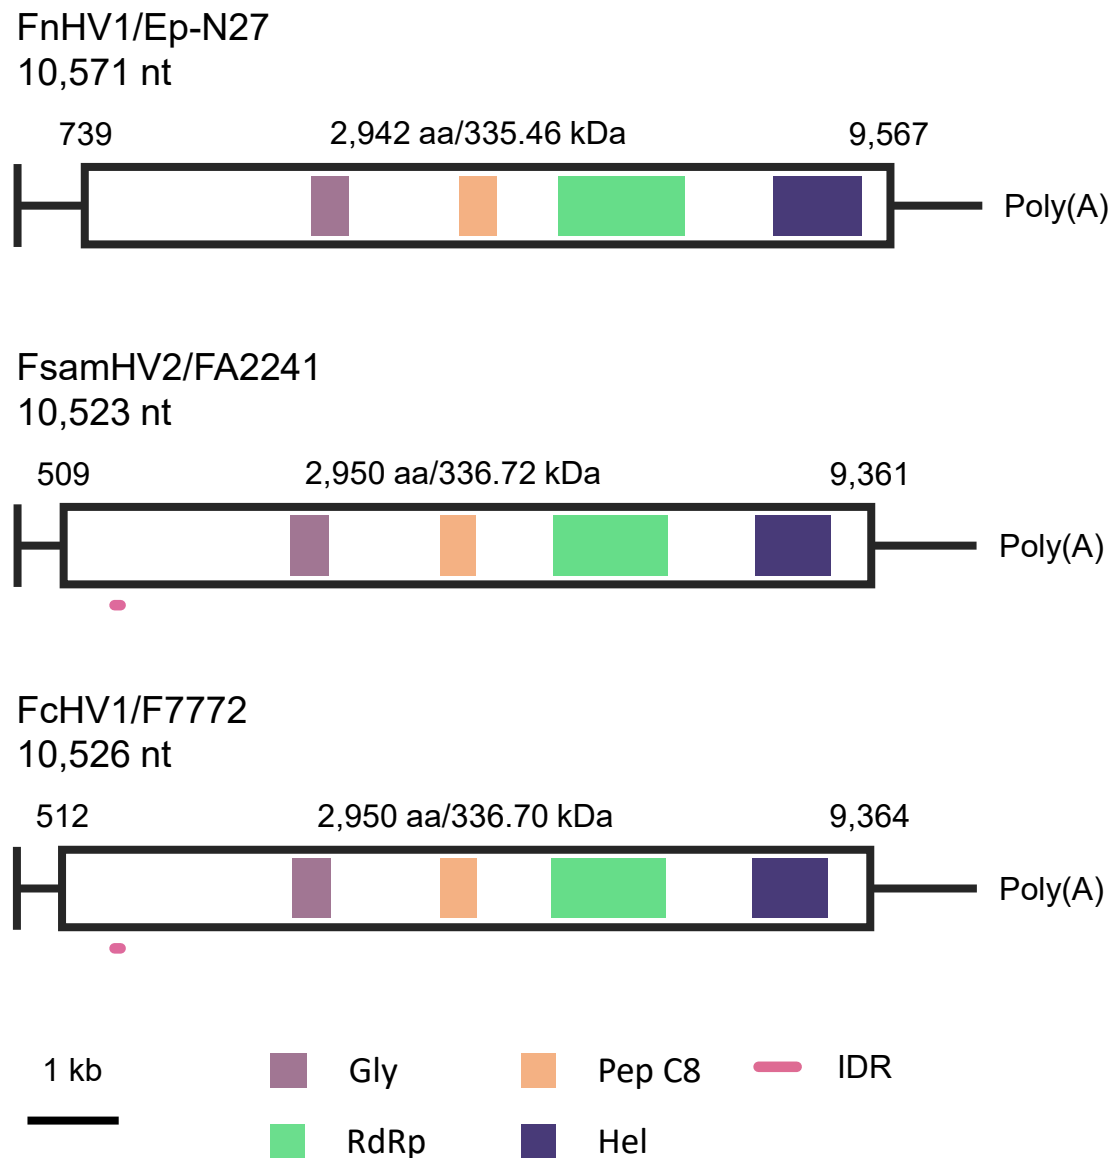 FnHV1/Ep-N27
10,571 nt
739 2,942 aa/335.46 kDa 9,567
Poly(A)
FsamHV2/FA2241
10,523 nt
509 2,950 aa/336.72 kDa 9,361
Poly(A)
FcHV1/F7772
10,526 nt
512 2,950 aa/336.70 kDa 9,364
Poly(A)
1 kb Gly Pep C8 IDR
RdRp Hel